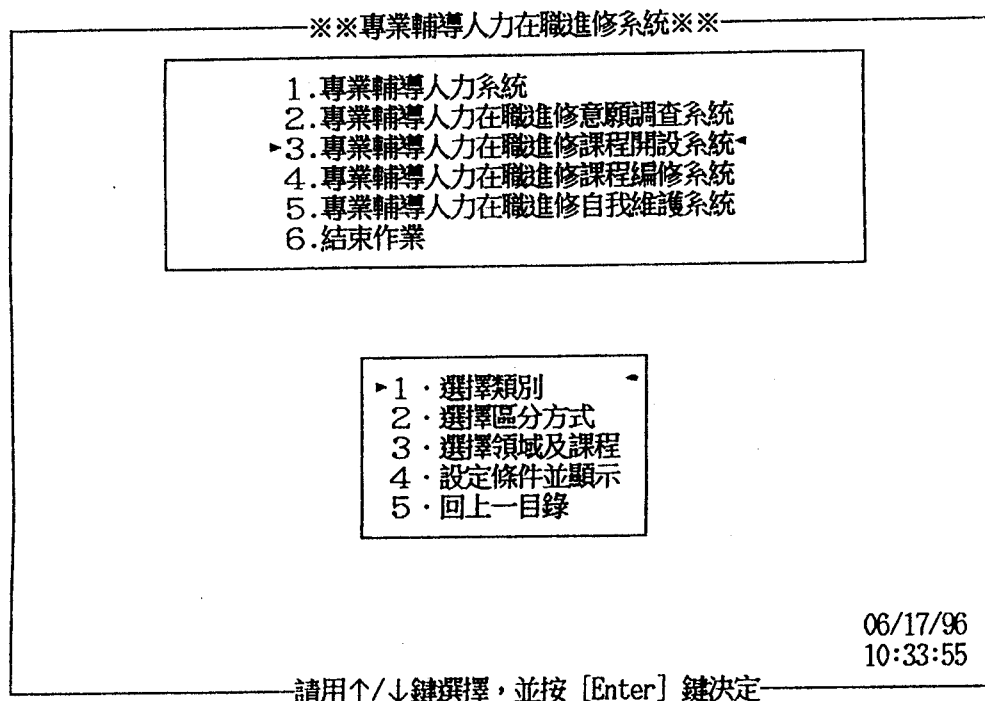 ※※專業輔導人力在職進修系統※※
1.專業輔導人力系統
2.專業輔導人力在職進修意願調查系統
►3.專業輔導人力在職進修課程開設系統◄
4.專業輔導人力在職進修課程編修系統
5.專業輔導人力在職進修自我維護系統
6.結束作業
►1．選擇類別 ◄
2．選擇區分方式
3．選擇領域及課程
4．設定條件並顯示
5．回上一目錄
06/17/96
10:33:55
請用↑/↓鍵選擇，並按 [Enter] 鍵決定